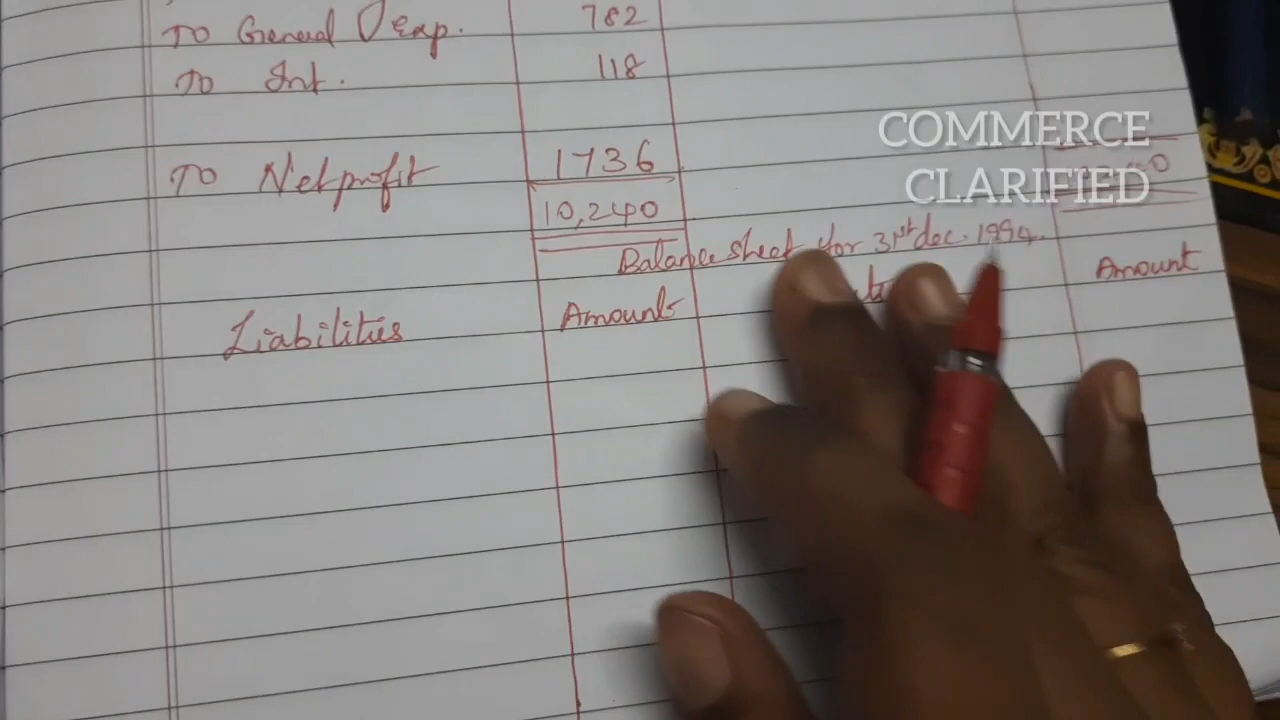 To General Exp. 782
To Int. 118
COMMERCE
CLARIFIED
To Netprofit 1736
10,240
Balance sheet for 31st dec. 1994.
Liabilities Amounts Amount